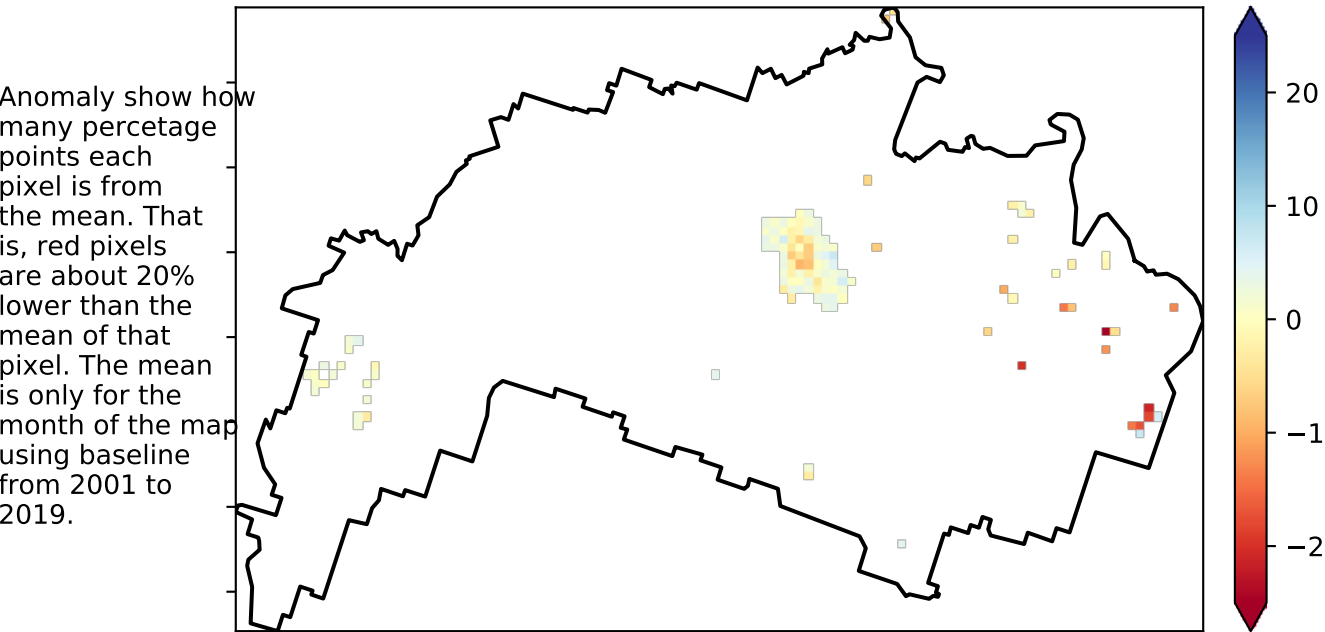 Anomaly show how
many percetage
points each
pixel is from
the mean. That
is, red pixels
are about 20%
lower than the
mean of that
pixel. The mean
is only for the
month of the map
using baseline
from 2001 to
2019.
20
10
0
−1
−2